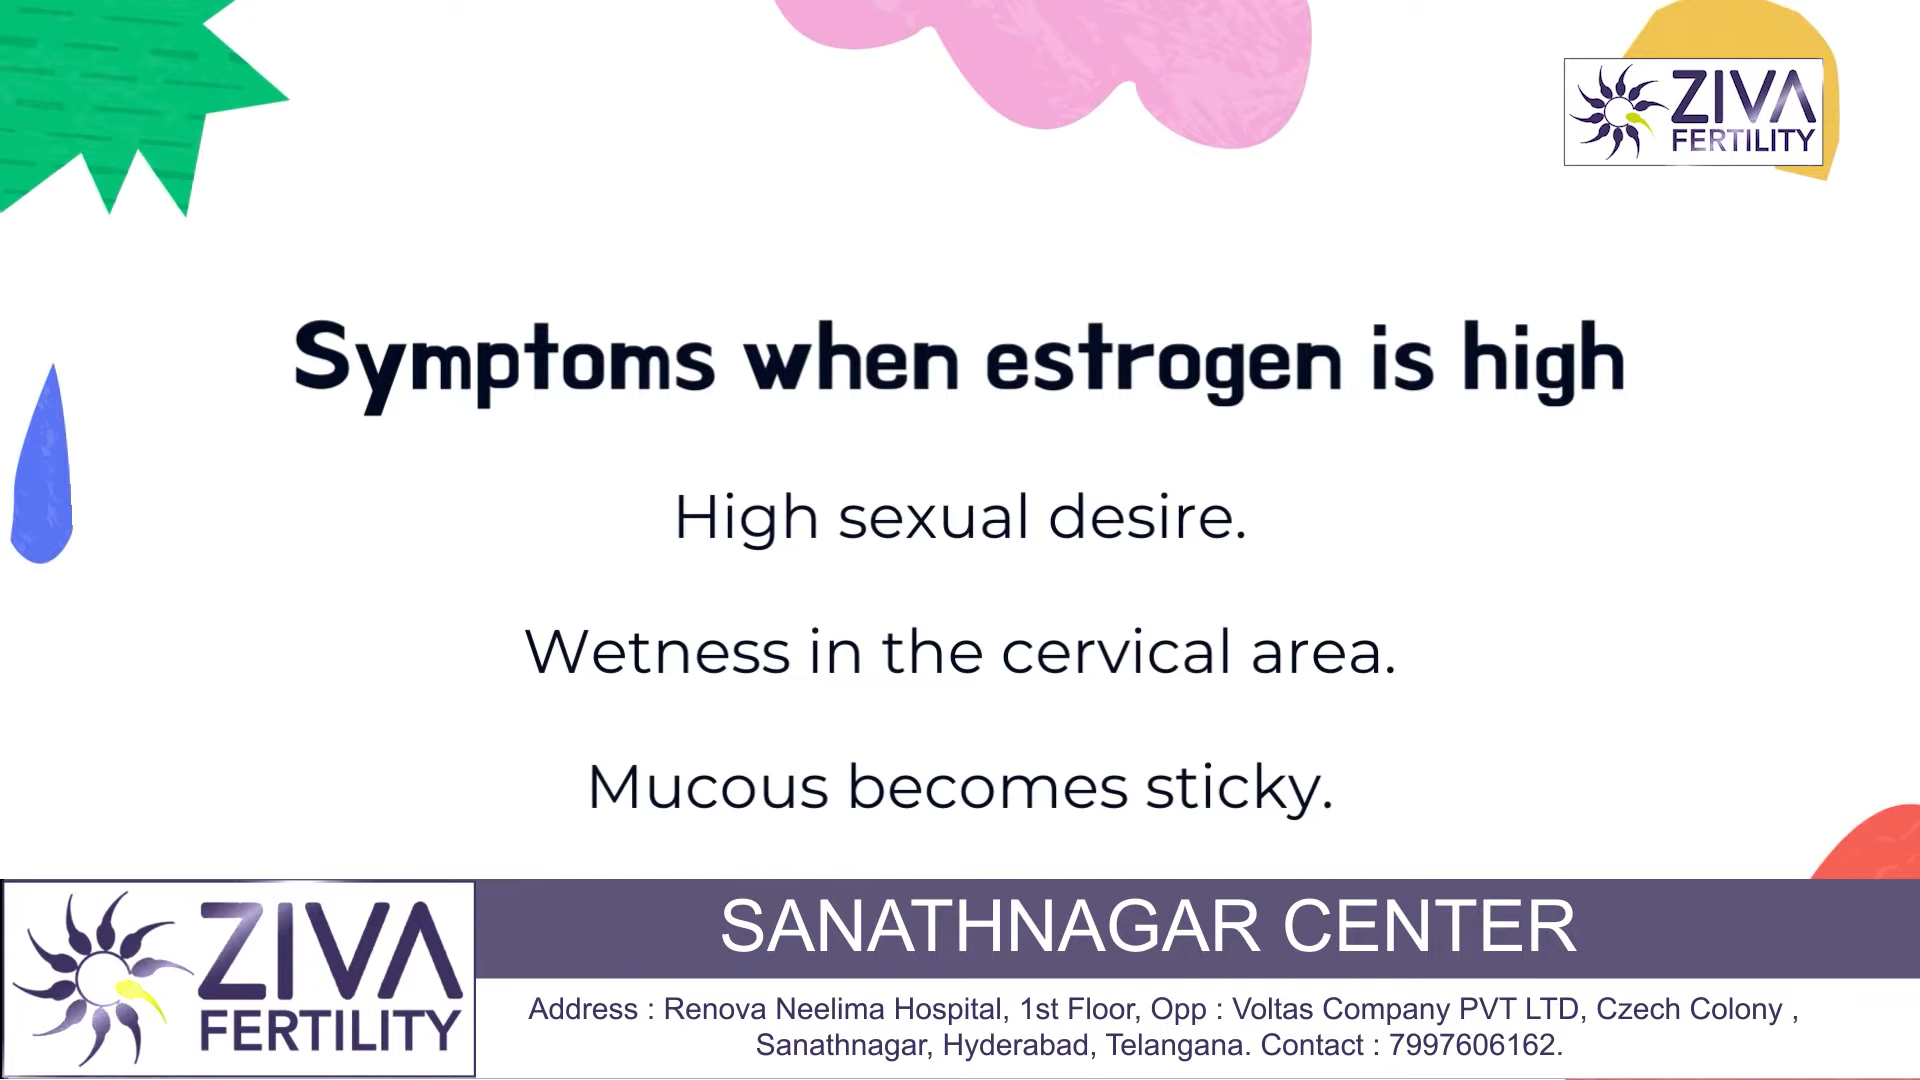 ZIVA
FERTILITY
Symptoms when estrogen is high
High sexual desire.
Wetness in the cervical area.
Mucous becomes sticky.
ZIVA
FERTILITY
SANATHNAGAR CENTER
Address : Renova Neelima Hospital, 1st Floor, Opp : Voltas Company PVT LTD, Czech Colony ,
Sanathnagar, Hyderabad, Telangana. Contact : 7997606162.